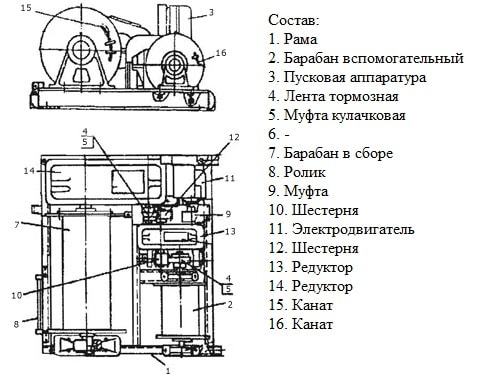 15
3
16
4
5
12
14
11
7
9
13
10
4
5
2
8
1
Состав:
1. Рама
2. Барабан вспомогательный
3. Пусковая аппаратура
4. Лента тормозная
5. Муфта кулачковая
6. -
7. Барабан в сборе
8. Ролик
9. Муфта
10. Шестерня
11. Электродвигатель
12. Шестерня
13. Редуктор
14. Редуктор
15. Канат
16. Канат